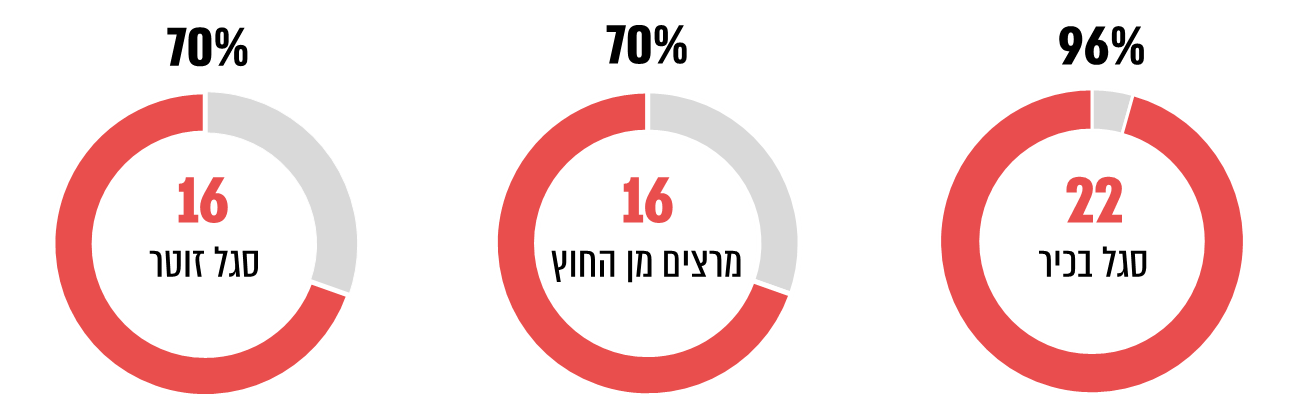 96%
22
סגל בכיר
70%
16
מרצים מן החוץ
70%
16
סגל זוטר